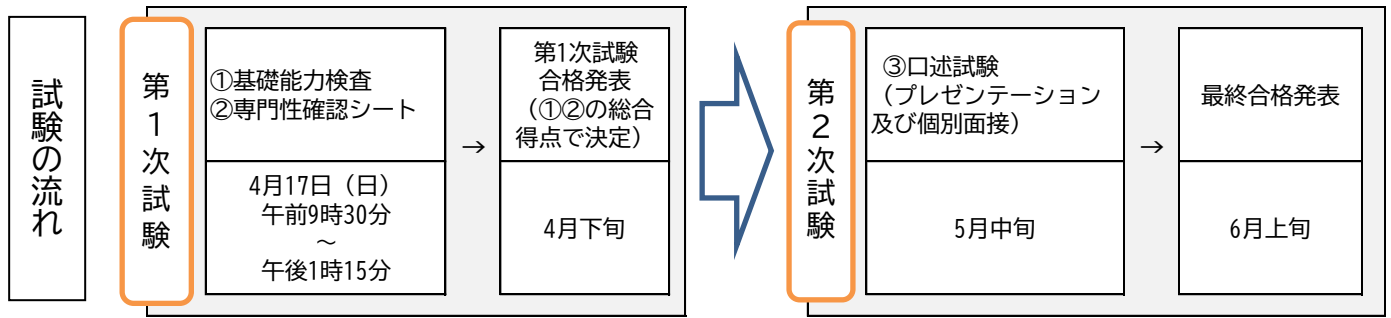 試験の流れ
第1次試験
①基礎能力検査
②専門性確認シート
4月17日（日）
午前9時30分
～
午後1時15分
→
第1次試験
合格発表
（①②の総合
得点で決定）
4月下旬
第2次試験
③口述試験
（プレゼンテーション
及び個別面接）
5月中旬
→
最終合格発表
6月上旬